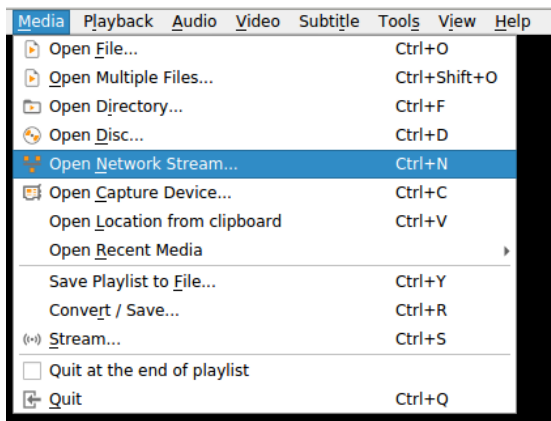 Media Playback Audio Video Subtitle Tools View Help
Open File... Ctrl+O
Open Multiple Files... Ctrl+Shift+O
Open Directory... Ctrl+F
Open Disc... Ctrl+D
Open Network Stream... Ctrl+N
Open Capture Device... Ctrl+C
Open Location from clipboard Ctrl+V
Open Recent Media
Save Playlist to File... Ctrl+Y
Convert / Save... Ctrl+R
Stream... Ctrl+S
Quit at the end of playlist
Quit Ctrl+Q